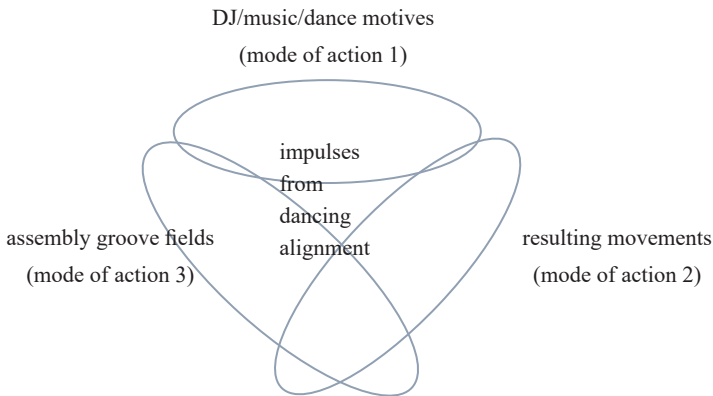 DJ/music/dance motives
(mode of action 1)
impulses
from
dancing
alignment
assembly groove fields
(mode of action 3)
resulting movements
(mode of action 2)